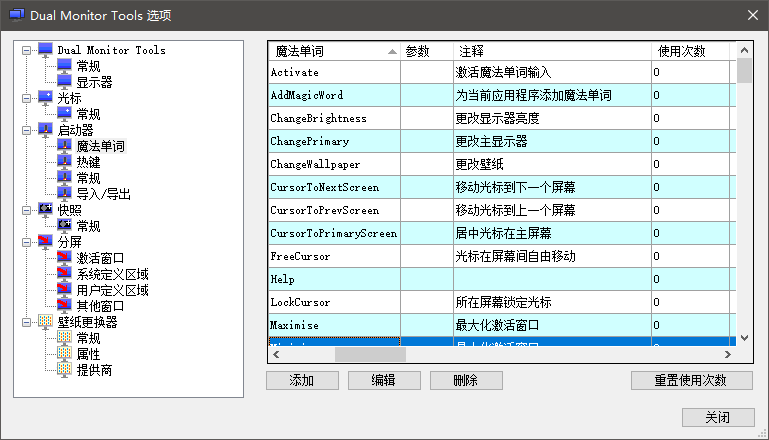 Dual Monitor Tools 选项
Dual Monitor Tools
常规
显示器
光标
常规
启动器
魔法单词
热键
常规
导入/导出
快照
常规
分屏
激活窗口
系统定义区域
用户定义区域
其他窗口
壁纸更换器
常规
属性
提供商
魔法单词 参数 注释 使用次数
Activate 激活魔法单词输入 0
AddMagicWord 为当前应用程序添加魔法单词 0
ChangeBrightness 更改显示器亮度 0
ChangePrimary 更改主显示器 0
ChangeWallpaper 更改壁纸 0
CursorToNextScreen 移动光标到下一个屏幕 0
CursorToPrevScreen 移动光标到上一个屏幕 0
CursorToPrimaryScreen 居中光标在主屏幕 0
FreeCursor 光标在屏幕间自由移动 0
Help 0
LockCursor 所在屏幕锁定光标 0
Maximise 最大化激活窗口 0
添加 编辑 删除 重置使用次数
关闭